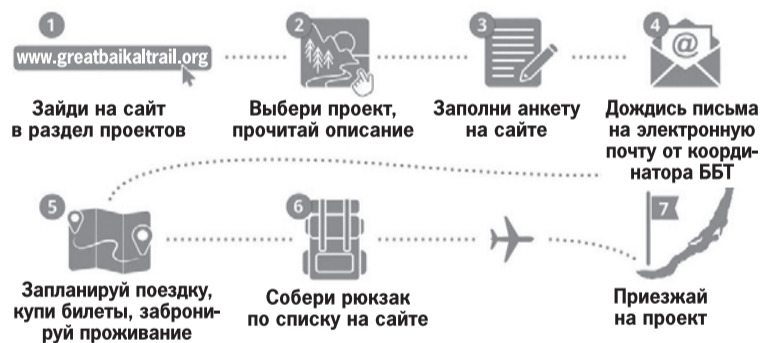 1
www.greatbaikaltrail.org
Зайди на сайт
в раздел проектов
2
Выбери проект,
прочитай описание
3
Заполни анкету
на сайте
4
@
Дождись письма
на электронную
почту от коорди-
натора ББТ
5
Запланируй поездку,
купи билеты, заброни-
руй проживание
6
Собери рюкзак
по списку на сайте
7
Приезжай
на проект